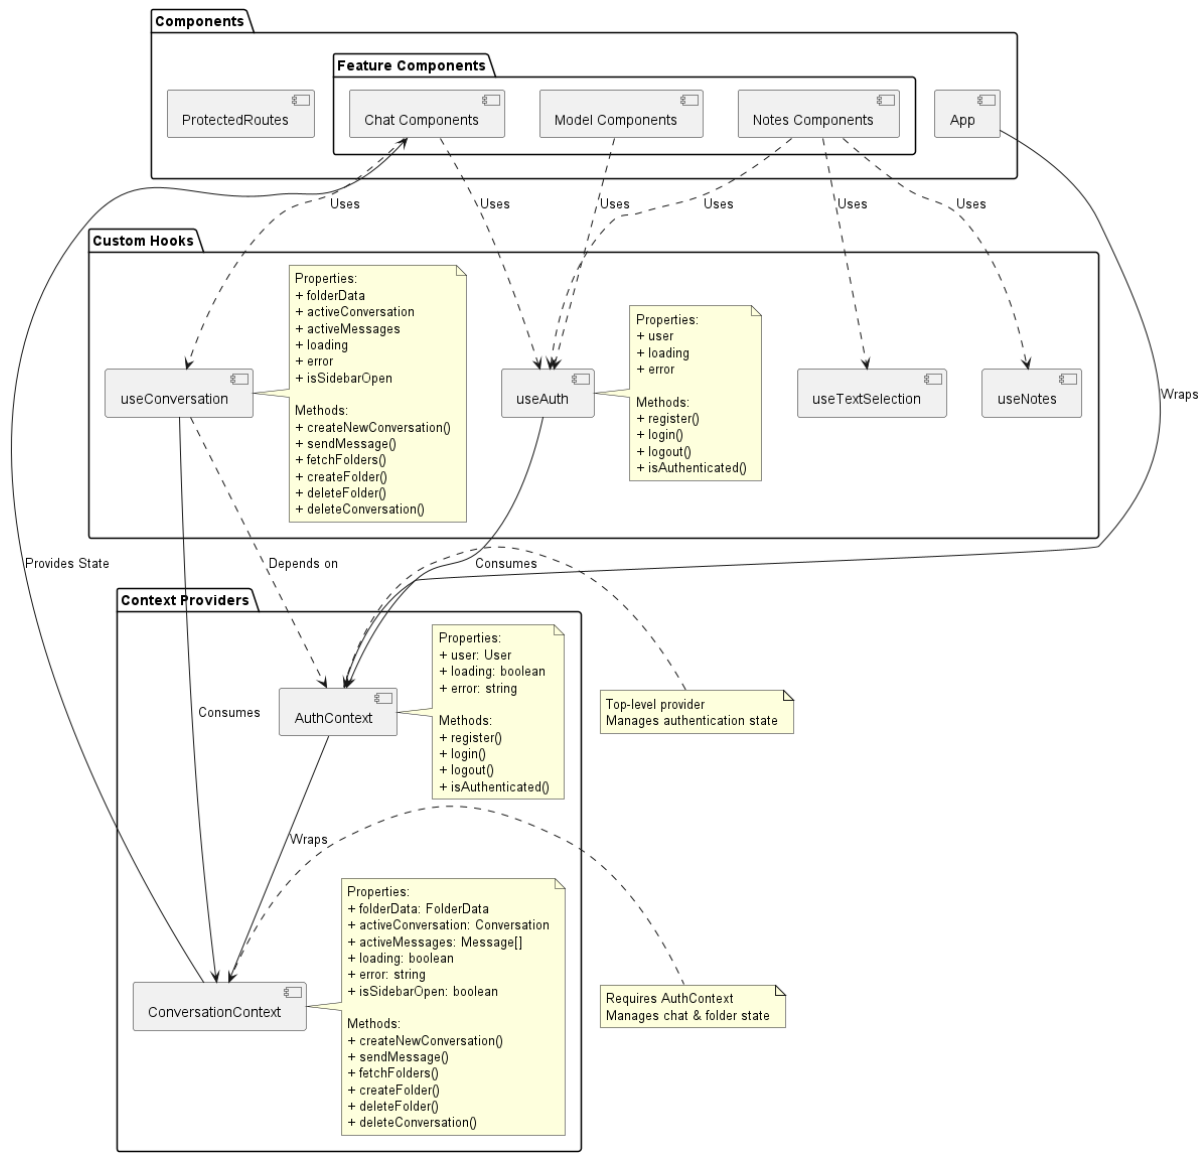 Components
Feature Components
ProtectedRoutes
Chat Components
Model Components
Notes Components
App
Uses
Uses
Uses
Uses
Uses
Uses
Wraps
Custom Hooks
useConversation
Properties:
+ folderData
+ activeConversation
+ activeMessages
+ loading
+ error
+ isSidebarOpen
Methods:
+ createNewConversation()
+ sendMessage()
+ fetchFolders()
+ createFolder()
+ deleteFolder()
+ deleteConversation()
useAuth
Properties:
+ user
+ loading
+ error
Methods:
+ register()
+ login()
+ logout()
+ isAuthenticated()
useTextSelection
useNotes
Provides State
Depends on
Consumes
Context Providers
AuthContext
Properties:
+ user: User
+ loading: boolean
+ error: string
Methods:
+ register()
+ login()
+ logout()
+ isAuthenticated()
Top-level provider
Manages authentication state
Consumes
Wraps
ConversationContext
Properties:
+ folderData: FolderData
+ activeConversation: Conversation
+ activeMessages: Message[]
+ loading: boolean
+ error: string
+ isSidebarOpen: boolean
Methods:
+ createNewConversation()
+ sendMessage()
+ fetchFolders()
+ createFolder()
+ deleteFolder()
+ deleteConversation()
Requires AuthContext
Manages chat & folder state